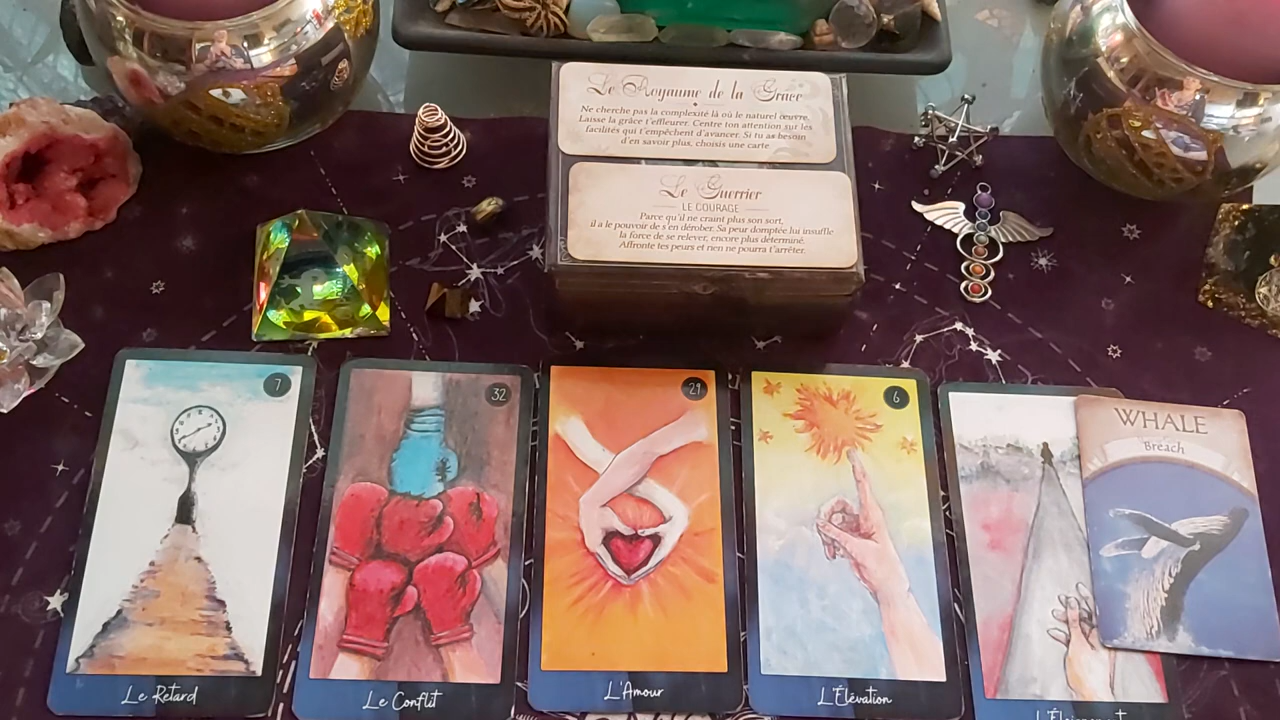 Le Royaume de la Grâce
Ne cherche pas la complexité là où le naturel œuvre.
Laisse la grâce t'effleurer. Centre ton attention sur les
facilités qui t'empêchent d'avancer. Si tu as besoin
d'en savoir plus, choisis une carte.
Le Guerrier
LE COURAGE
Parce qu'il ne craint plus son sort,
il a le pouvoir de s'en dérober. Sa peur domptée lui insuffle
la force de se relever, encore plus déterminé.
Affronte tes peurs et rien ne pourra t'arrêter.
7
Le Retard
32
Le Conflit
29
L'Amour
6
L'Élévation
WHALE
Breach